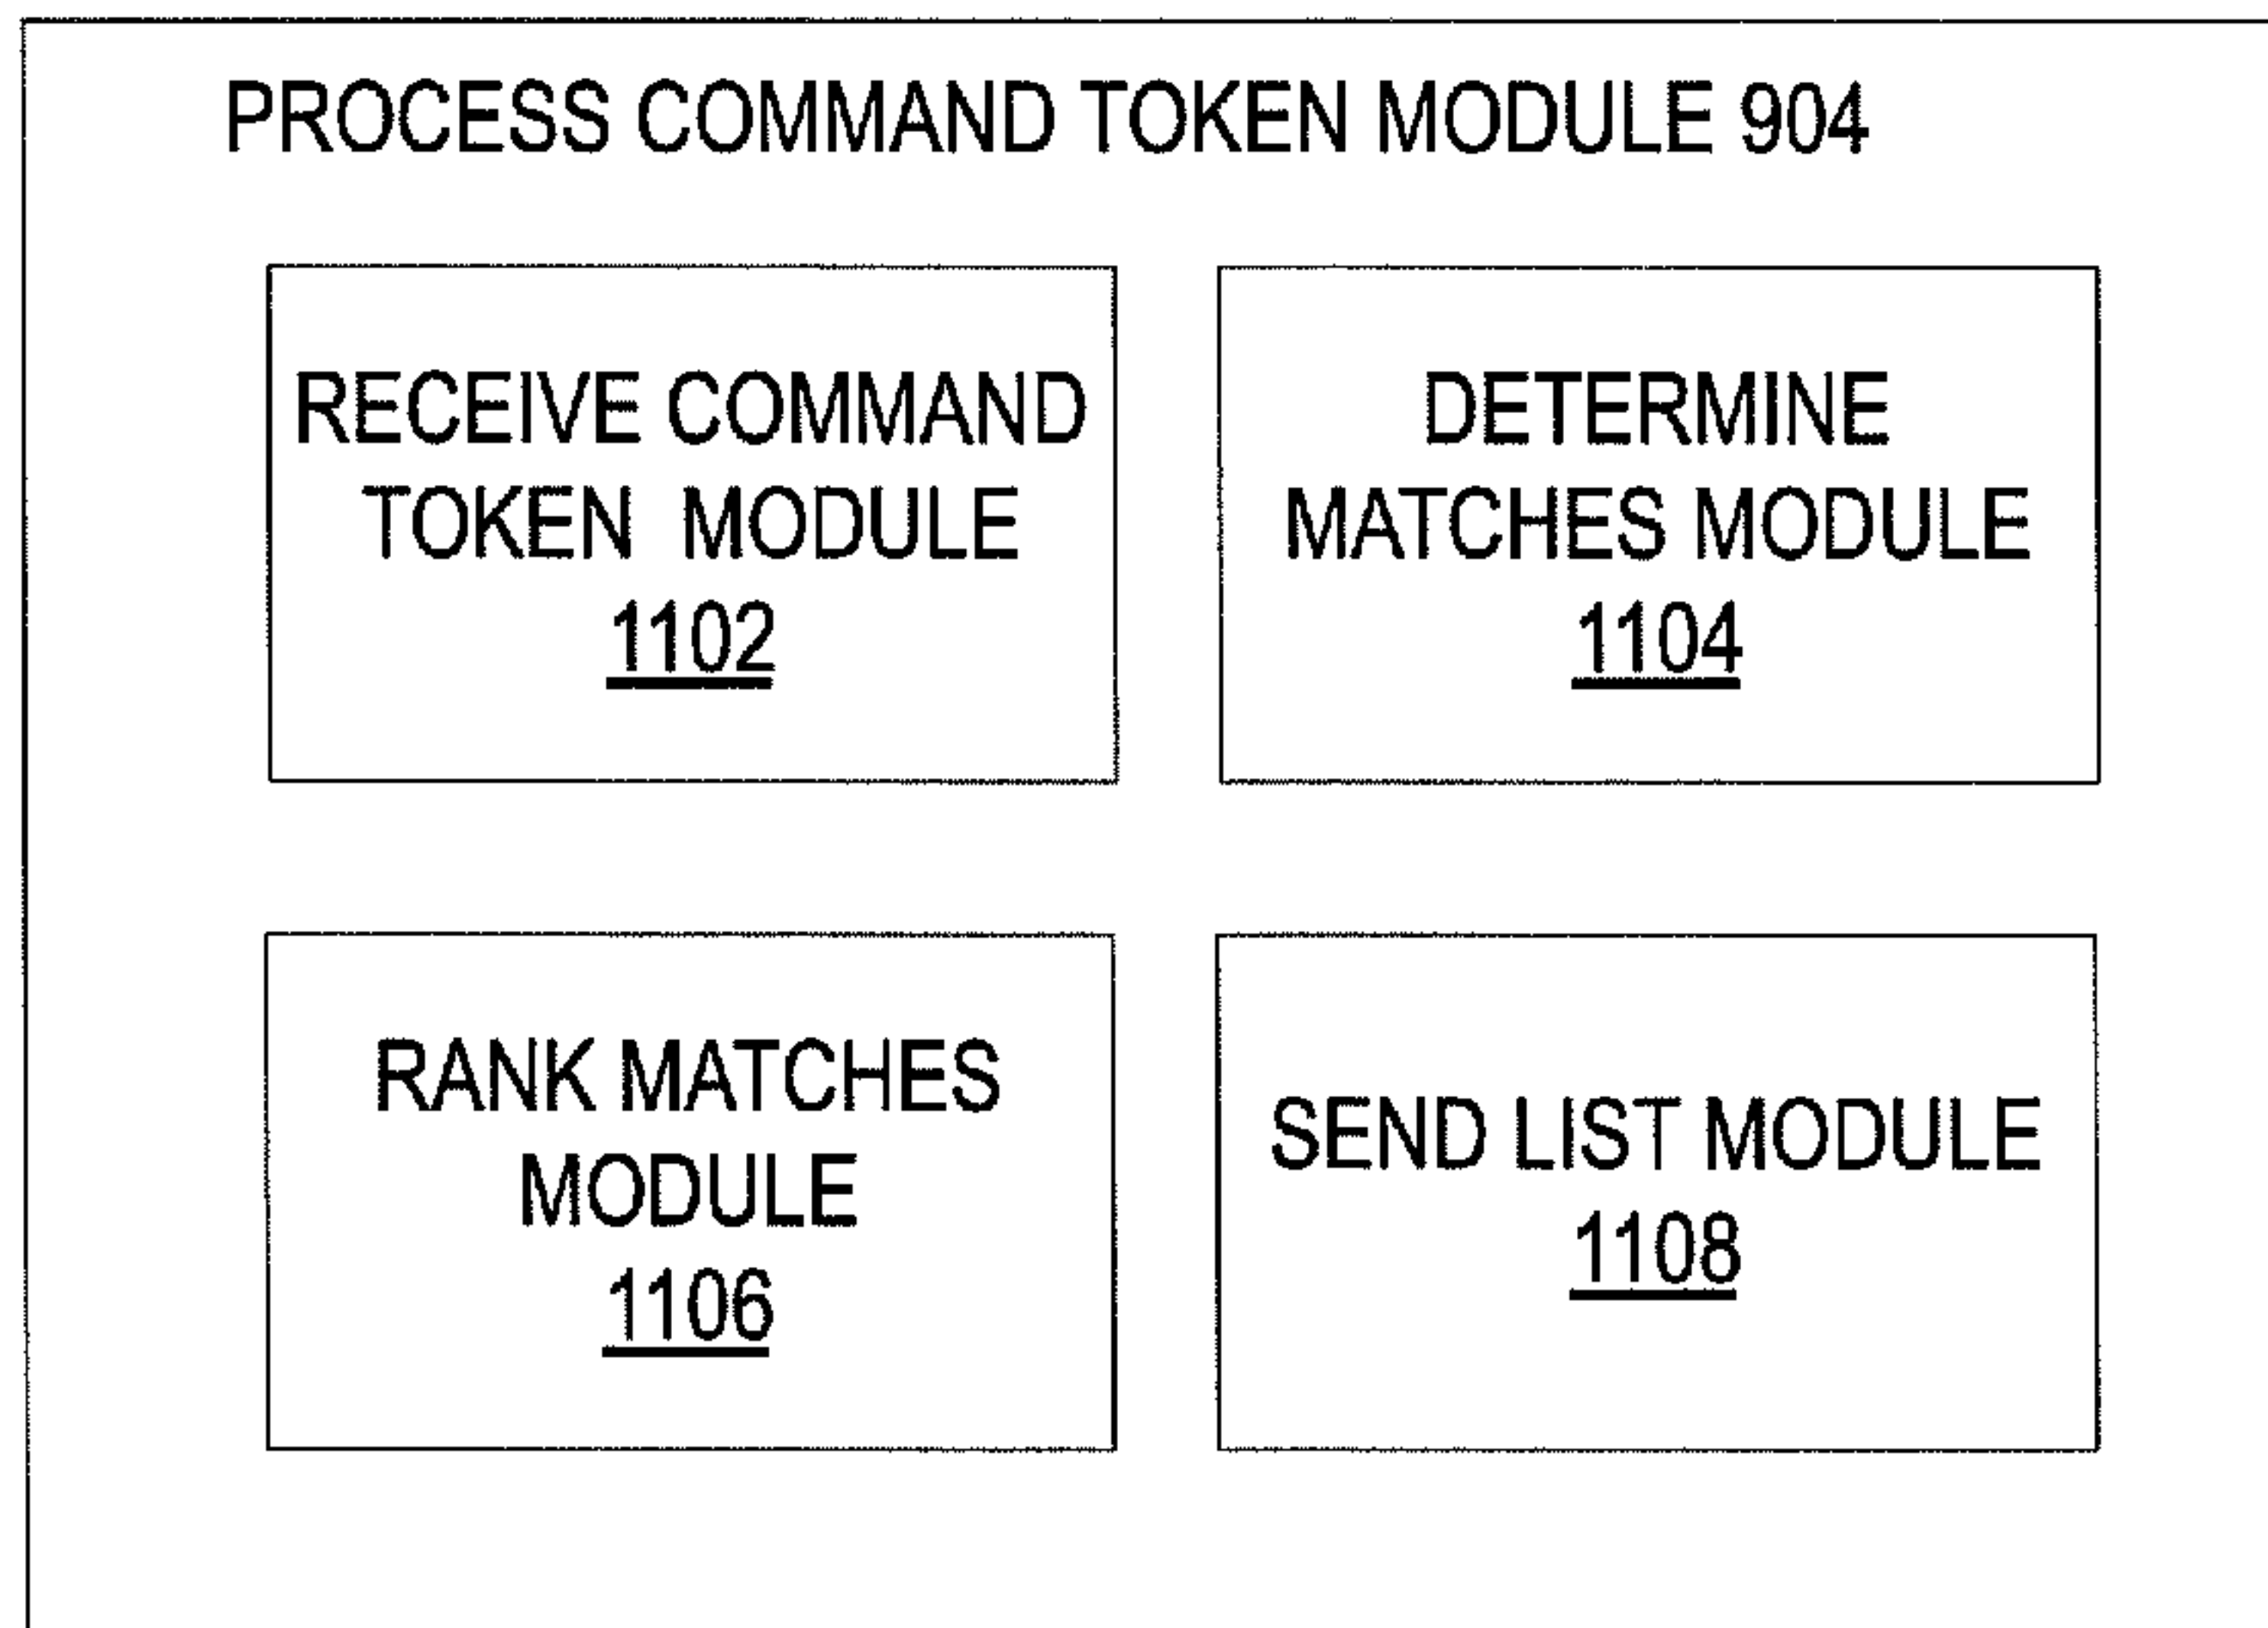 PROCESS COMMAND TOKEN MODULE 904
RECEIVE COMMAND
TOKEN MODULE
1102
DETERMINE
MATCHES MODULE
1104
RANK MATCHES
MODULE
1106
SEND LIST MODULE
1108